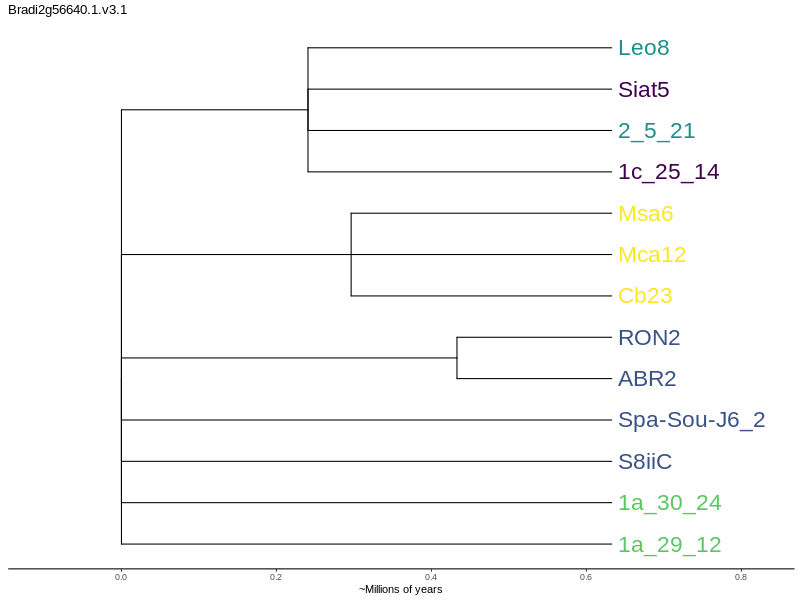 Bradi2g56640.1.v3.1
Leo8
Siat5
2_5_21
1c_25_14
Msa6
Mca12
Cb23
RON2
ABR2
Spa-Sou-J6_2
S8iiC
1a_30_24
1a_29_12
0.0 0.2 0.4 0.6 0.8
~Millions of years